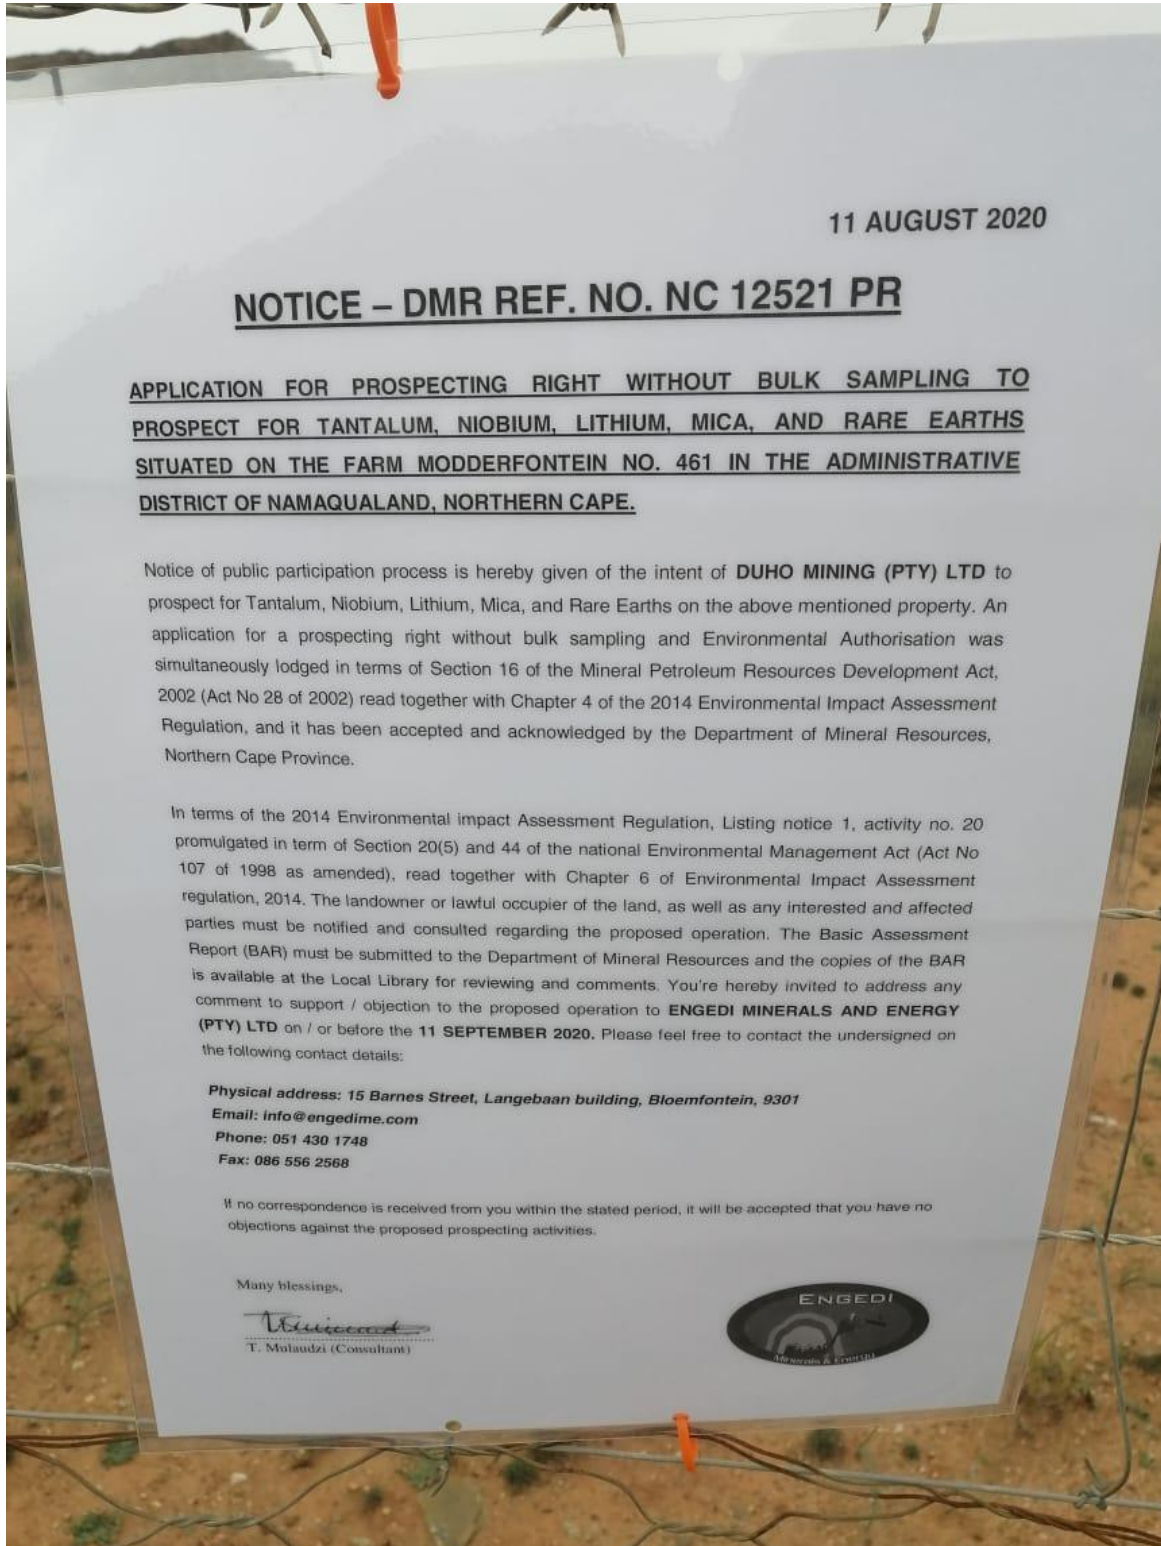 11 AUGUST 2020
NOTICE – DMR REF. NO. NC 12521 PR
APPLICATION FOR PROSPECTING RIGHT WITHOUT BULK SAMPLING TO
PROSPECT FOR TANTALUM, NIOBIUM, LITHIUM, MICA, AND RARE EARTHS
SITUATED ON THE FARM MODDERFONTEIN NO. 461 IN THE ADMINISTRATIVE
DISTRICT OF NAMAQUALAND, NORTHERN CAPE.
Notice of public participation process is hereby given of the intent of DUHO MINING (PTY) LTD to
prospect for Tantalum, Niobium, Lithium, Mica, and Rare Earths on the above mentioned property. An
application for a prospecting right without bulk sampling and Environmental Authorisation was
simultaneously lodged in terms of Section 16 of the Mineral Petroleum Resources Development Act,
2002 (Act No 28 of 2002) read together with Chapter 4 of the 2014 Environmental Impact Assessment
Regulation, and it has been accepted and acknowledged by the Department of Mineral Resources,
Northern Cape Province.
In terms of the 2014 Environmental impact Assessment Regulation, Listing notice 1, activity no. 20
promulgated in term of Section 20(5) and 44 of the national Environmental Management Act (Act No
107 of 1998 as amended), read together with Chapter 6 of Environmental Impact Assessment
regulation, 2014. The landowner or lawful occupier of the land, as well as any interested and affected
parties must be notified and consulted regarding the proposed operation. The Basic Assessment
Report (BAR) must be submitted to the Department of Mineral Resources and the copies of the BAR
is available at the Local Library for reviewing and comments. You're hereby invited to address any
comment to support / objection to the proposed operation to ENGEDI MINERALS AND ENERGY
(PTY) LTD on / or before the 11 SEPTEMBER 2020. Please feel free to contact the undersigned on
the following contact details:
Physical address: 15 Barnes Street, Langebaan building, Bloemfontein, 9301
Email: info@engedime.com
Phone: 051 430 1748
Fax: 086 556 2568
If no correspondence is received from you within the stated period, it will be accepted that you have no
objections against the proposed prospecting activities.
Many blessings,
T. Mulaudzi (Consultant)
ENGEDI
Minerals & Energy